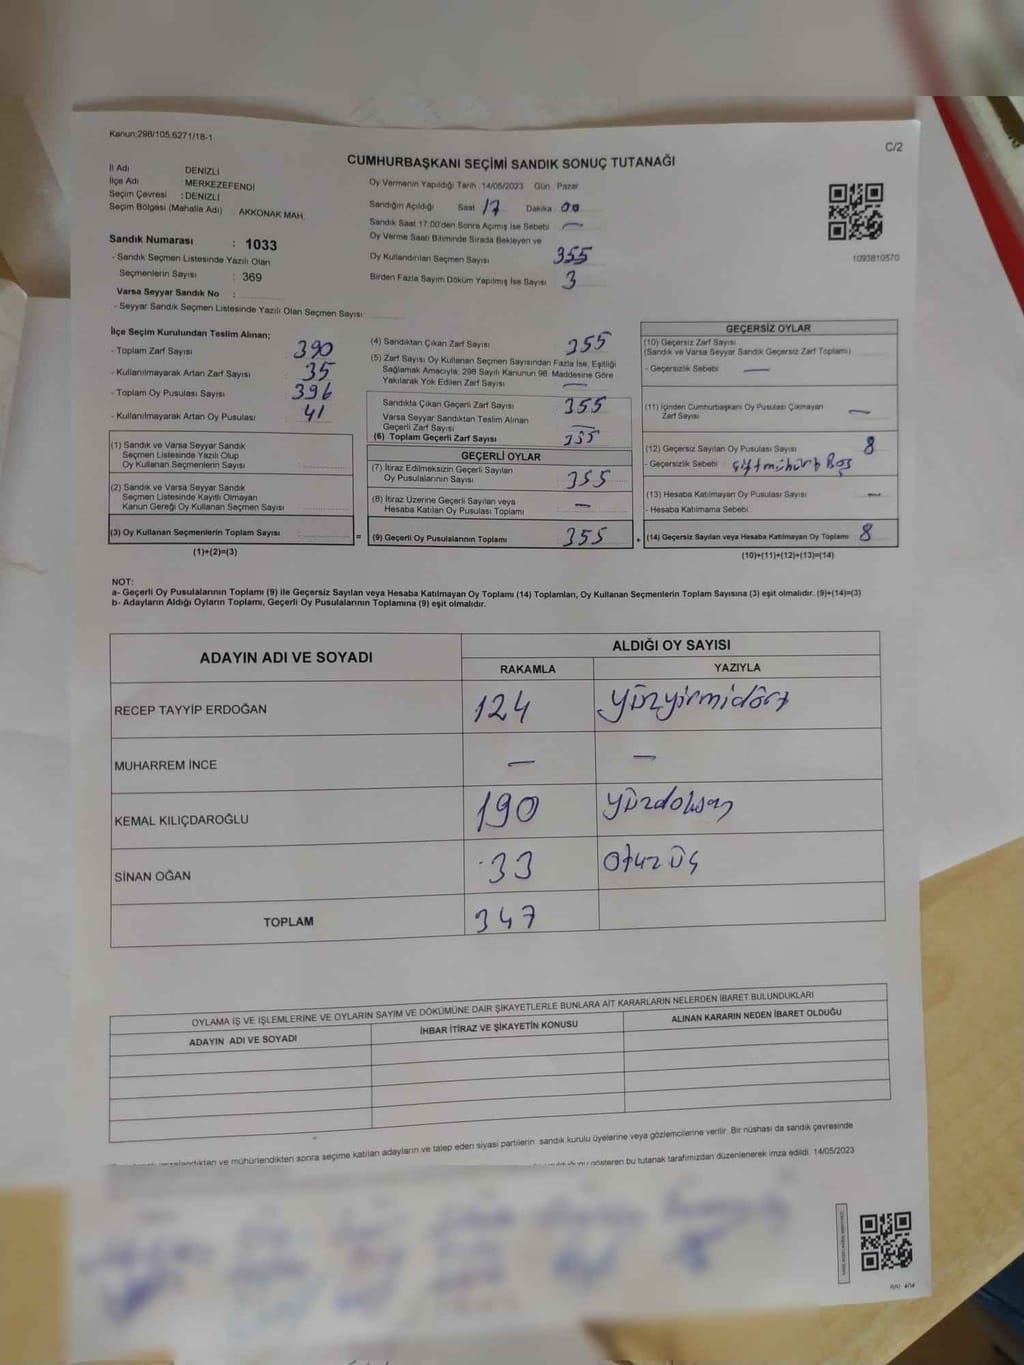 Kanun:298/105;6271/18-1
C/2
CUMHURBAŞKANI SEÇİMİ SANDIK SONUÇ TUTANAĞI
İl Adı DENİZLİ
İlçe Adı MERKEZEFENDİ
Seçim Çevresi : DENİZLİ
Seçim Bölgesi (Mahalle Adı) : AKKONAK MAH.
Sandık Numarası : 1033
- Sandık Seçmen Listesinde Yazılı Olan
Seçmenlerin Sayısı : 369
Varsa Seyyar Sandık No :
- Seyyar Sandık Seçmen Listesinde Yazılı Olan Seçmen Sayısı:
Oy Vermenin Yapıldığı Tarih 14/05/2023 Gün Pazar
Sandığın Açıldığı Saat 17 Dakika 00
Sandık Saat 17:00'den Sonra Açımış İse Sebebi —
Oy Verme Saati Bitiminde Sırada Bekleyen ve
Oy Kullandırılan Seçmen Sayısı 355
Birden Fazla Sayım Döküm Yapılmış İse Sayısı 3
1093810570
İlçe Seçim Kurulundan Teslim Alınan;
- Toplam Zarf Sayısı 390
- Kullanılmayarak Artan Zarf Sayısı : 35
- Toplam Oy Pusulası Sayısı : 396
- Kullanılmayarak Artan Oy Pusulası : 41
(1) Sandık ve Varsa Seyyar Sandık
Seçmen Listesinde Yazılı Olup
Oy Kullanan Seçmenlerin Sayısı
(2) Sandık ve Varsa Seyyar Sandık
Seçmen Listesinde Kayıtlı Olmayan
Kanun Gereği Oy Kullanan Seçmen Sayısı :
(3) Oy Kullanan Seçmenlerin Toplam Sayısı :
(1)+(2)=(3)
=
(4) Sandıktan Çıkan Zarf Sayısı : 355
(5) Zarf Sayısı Oy Kullanan Seçmen Sayısından Fazla İse, Eşitliği
Sağlamak Amacıyla; 298 Sayılı Kanunun 98. Maddesine Göre
Yakılarak Yok Edilen Zarf Sayısı : —
Sandıkta Çıkan Geçerli Zarf Sayısı : 355
Varsa Seyyar Sandıktan Teslim Alınan
Geçerli Zarf Sayısı : —
(6) Toplam Geçerli Zarf Sayısı : 355
GEÇERLİ OYLAR
(7) İtiraz Edilmeksizin Geçerli Sayılan
Oy Pusulalarının Sayısı : 355
(8) İtiraz Üzerine Geçerli Sayılan veya
Hesaba Katılan Oy Pusulası Toplamı : —
(9) Geçerli Oy Pusulalarının Toplamı 355
+
GEÇERSİZ OYLAR
(10) Geçersiz Zarf Sayısı
(Sandık ve Varsa Seyyar Sandık Geçersiz Zarf Toplamı)
- Geçersizlik Sebebi : —
(11) İçinden Cumhurbaşkanı Oy Pusulası Çıkmayan
Zarf Sayısı —
(12) Geçersiz Sayılan Oy Pusulası Sayısı 8
- Geçersizlik Sebebi : çift mühür Boş
(13) Hesaba Katılmayan Oy Pusulası Sayısı —
- Hesaba Katılmama Sebebi
(14) Geçersiz Sayılan veya Hesaba Katılmayan Oy Toplamı 8
(10)+(11)+(12)+(13)=(14)
NOT:
a- Geçerli Oy Pusulalarının Toplamı (9) ile Geçersiz Sayılan veya Hesaba Katılmayan Oy Toplamı (14) Toplamları, Oy Kullanan Seçmenlerin Toplam Sayısına (3) eşit olmalıdır. (9)+(14)=(3)
b- Adayların Aldığı Oyların Toplamı, Geçerli Oy Pusulalarının Toplamına (9) eşit olmalıdır.
ADAYIN ADI VE SOYADI ALDIĞI OY SAYISI
RAKAMLA YAZIYLA
RECEP TAYYİP ERDOĞAN 124 yüzyirmidört
MUHARREM İNCE — —
KEMAL KILIÇDAROĞLU 190 yüzdoksan
SİNAN OĞAN 33 otuz üç
TOPLAM 347
OYLAMA İŞ VE İŞLEMLERİNE VE OYLARIN SAYIM VE DÖKÜMÜNE DAİR ŞİKAYETLERLE BUNLARA AİT KARARLARIN NELERDEN İBARET BULUNDUKLARI
ADAYIN ADI VE SOYADI İHBAR İTİRAZ VE ŞİKAYETİN KONUSU ALINAN KARARIN NEDEN İBARET OLDUĞU
mühürlendikten sonra seçime katılan adayların ve talep eden siyasi partilerin sandık kurulu üyelerine veya gözlemcilerine verilir. Bir nüshası da sandık çevresinde
gösteren bu tutanak tarafımızdan düzenlenerek imza edildi. 14/05/2023